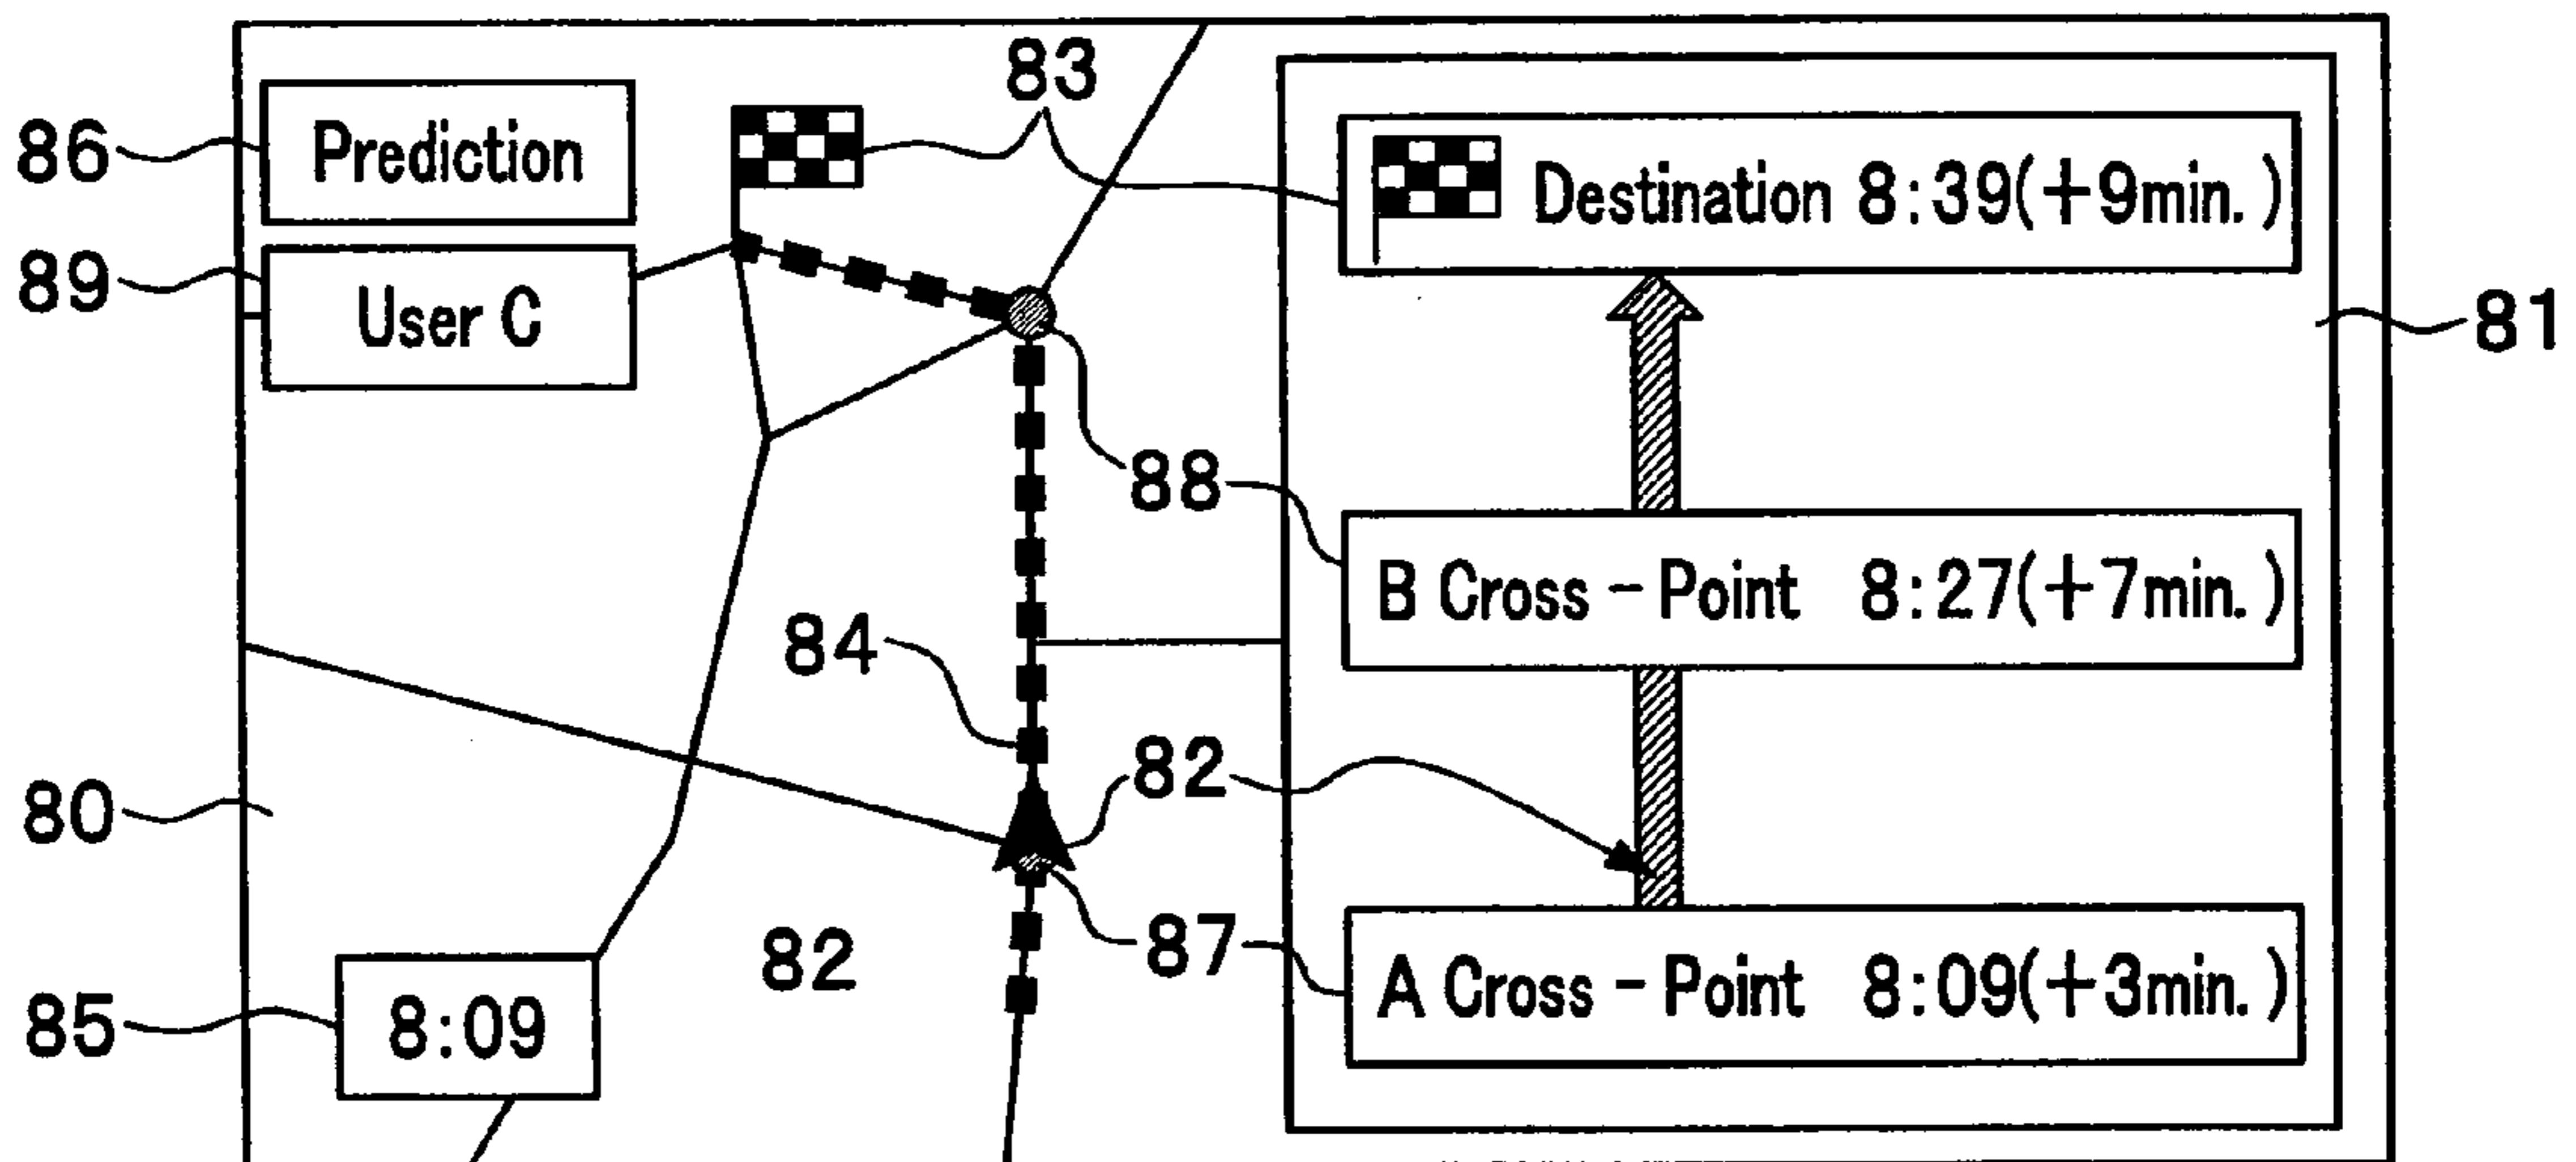 83
86
Prediction
Destination 8:39(+9min.)
89
User C
81
88
B Cross-Point 8:27(+7min.)
84
82
80
87
82
A Cross-Point 8:09(+3min.)
85
8:09